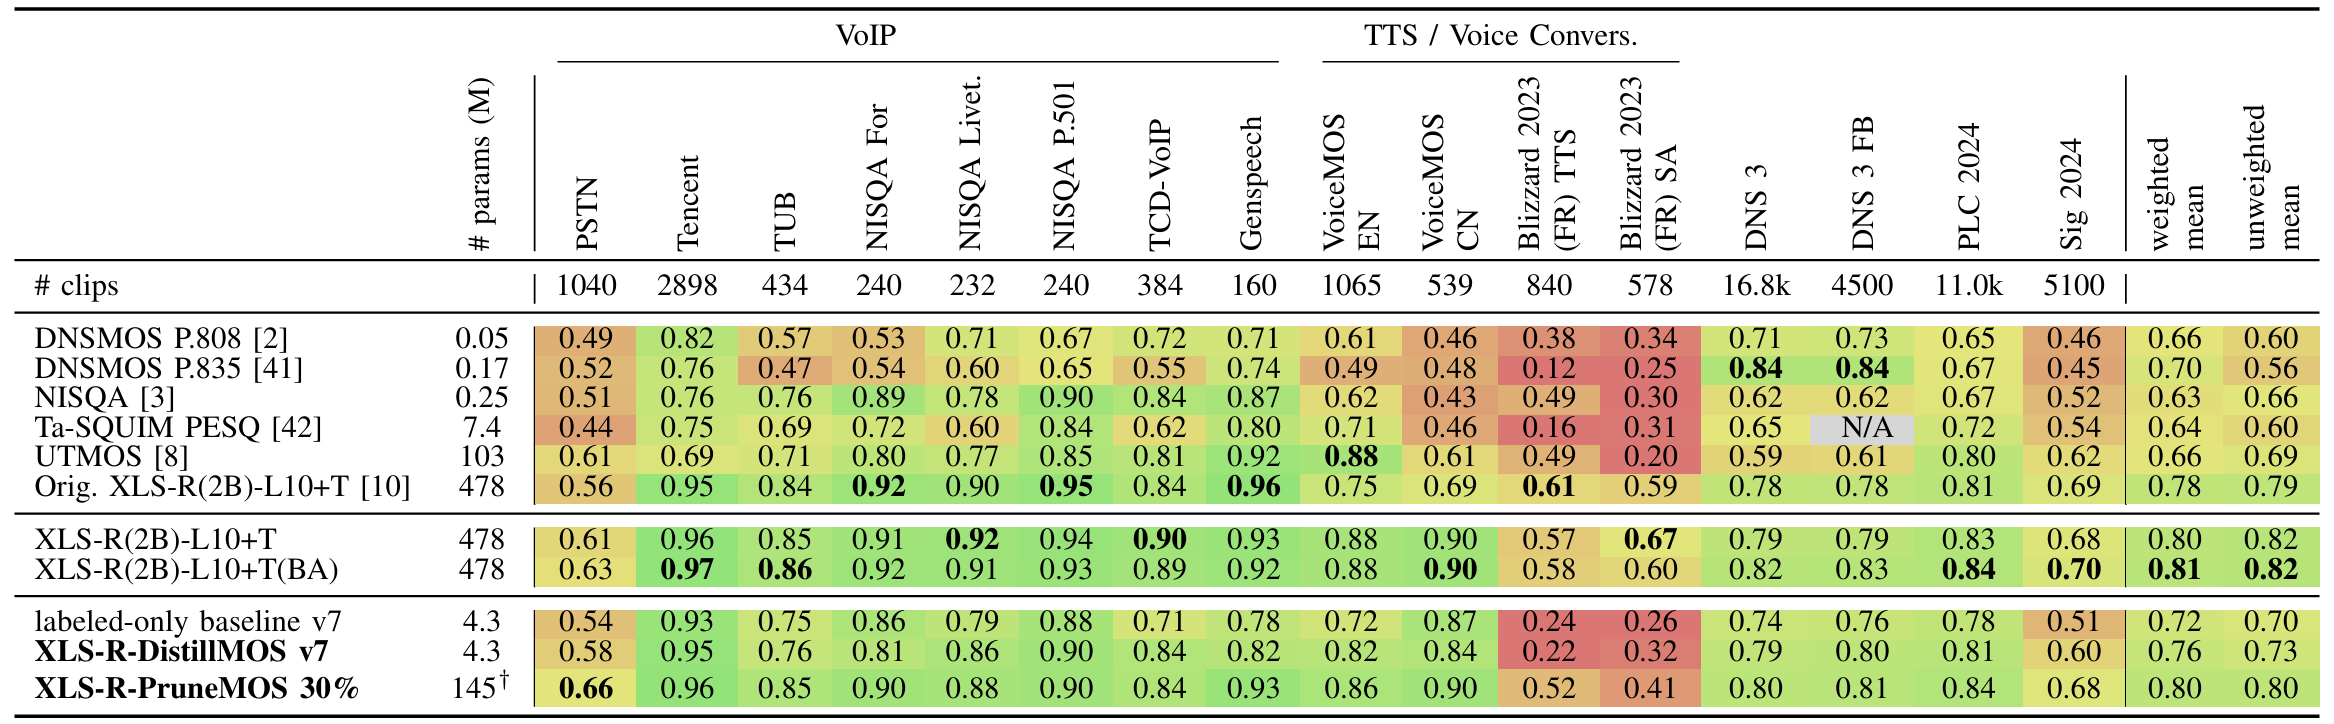 VoIP TTS / Voice Convers.
# params (M) PSTN Tencent TUB NISQA For NISQA Livet. NISQA P.501 TCD-VoIP Genspeech VoiceMOS EN VoiceMOS CN Blizzard 2023 (FR) TTS Blizzard 2023 (FR) SA DNS 3 DNS 3 FB PLC 2024 Sig 2024 weighted mean unweighted mean
# clips 1040 2898 434 240 232 240 384 160 1065 539 840 578 16.8k 4500 11.0k 5100
DNSMOS P.808 [2] 0.05 0.49 0.82 0.57 0.53 0.71 0.67 0.72 0.71 0.61 0.46 0.38 0.34 0.71 0.73 0.65 0.46 0.66 0.60
DNSMOS P.835 [41] 0.17 0.52 0.76 0.47 0.54 0.60 0.65 0.55 0.74 0.49 0.48 0.12 0.25 0.84 0.84 0.67 0.45 0.70 0.56
NISQA [3] 0.25 0.51 0.76 0.76 0.89 0.78 0.90 0.84 0.87 0.62 0.43 0.49 0.30 0.62 0.62 0.67 0.52 0.63 0.66
Ta-SQUIM PESQ [42] 7.4 0.44 0.75 0.69 0.72 0.60 0.84 0.62 0.80 0.71 0.46 0.16 0.31 0.65 N/A 0.72 0.54 0.64 0.60
UTMOS [8] 103 0.61 0.69 0.71 0.80 0.77 0.85 0.81 0.92 0.88 0.61 0.49 0.20 0.59 0.61 0.80 0.62 0.66 0.69
Orig. XLS-R(2B)-L10+T [10] 478 0.56 0.95 0.84 0.92 0.90 0.95 0.84 0.96 0.75 0.69 0.61 0.59 0.78 0.78 0.81 0.69 0.78 0.79
XLS-R(2B)-L10+T 478 0.61 0.96 0.85 0.91 0.92 0.94 0.90 0.93 0.88 0.90 0.57 0.67 0.79 0.79 0.83 0.68 0.80 0.82
XLS-R(2B)-L10+T(BA) 478 0.63 0.97 0.86 0.92 0.91 0.93 0.89 0.92 0.88 0.90 0.58 0.60 0.82 0.83 0.84 0.70 0.81 0.82
labeled-only baseline v7 4.3 0.54 0.93 0.75 0.86 0.79 0.88 0.71 0.78 0.72 0.87 0.24 0.26 0.74 0.76 0.78 0.51 0.72 0.70
XLS-R-DistillMOS v7 4.3 0.58 0.95 0.76 0.81 0.86 0.90 0.84 0.82 0.82 0.84 0.22 0.32 0.79 0.80 0.81 0.60 0.76 0.73
XLS-R-PruneMOS 30% 145† 0.66 0.96 0.85 0.90 0.88 0.90 0.84 0.93 0.86 0.90 0.52 0.41 0.80 0.81 0.84 0.68 0.80 0.80